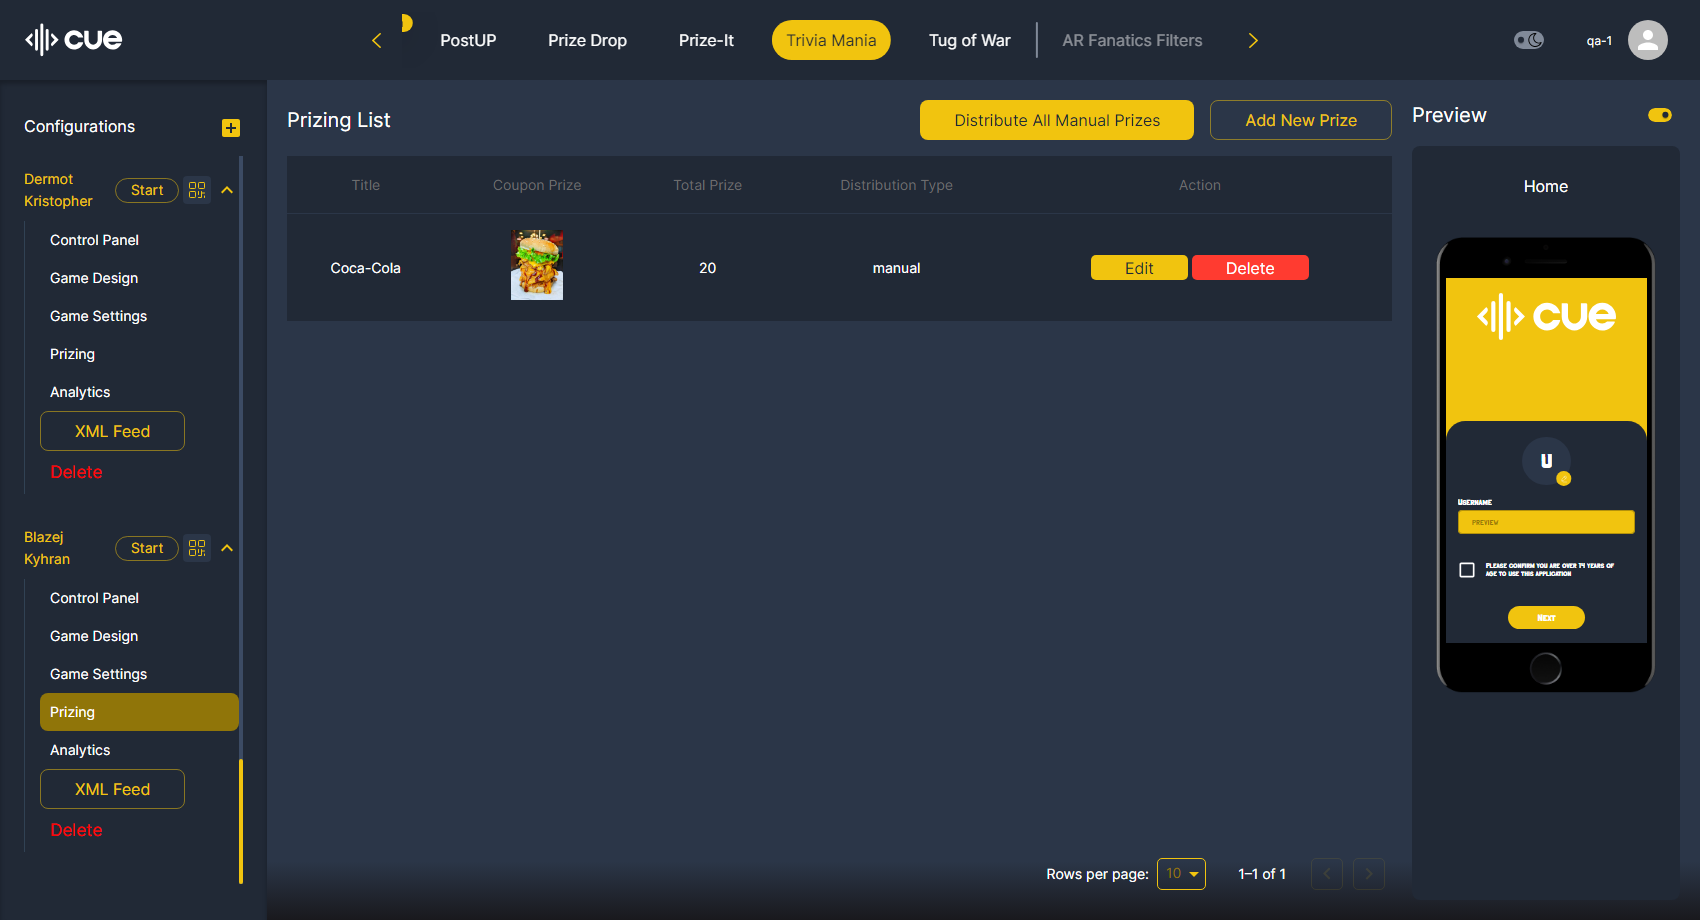 cue
PostUP
Prize Drop
Prize-It
Trivia Mania
Tug of War
AR Fanatics Filters
qa-1
Configurations
Dermot
Kristopher
Start
Control Panel
Game Design
Game Settings
Prizing
Analytics
XML Feed
Delete
Blazej
Kyhran
Start
Control Panel
Game Design
Game Settings
Prizing
Analytics
XML Feed
Delete
Prizing List
Distribute All Manual Prizes
Add New Prize
Title
Coupon Prize
Total Prize
Distribution Type
Action
Coca-Cola
20
manual
Edit
Delete
Rows per page:
10
1–1 of 1
Preview
Home
cue
U
Username
PREVIEW
Please confirm you are over 14 years of
age to use this application
Next